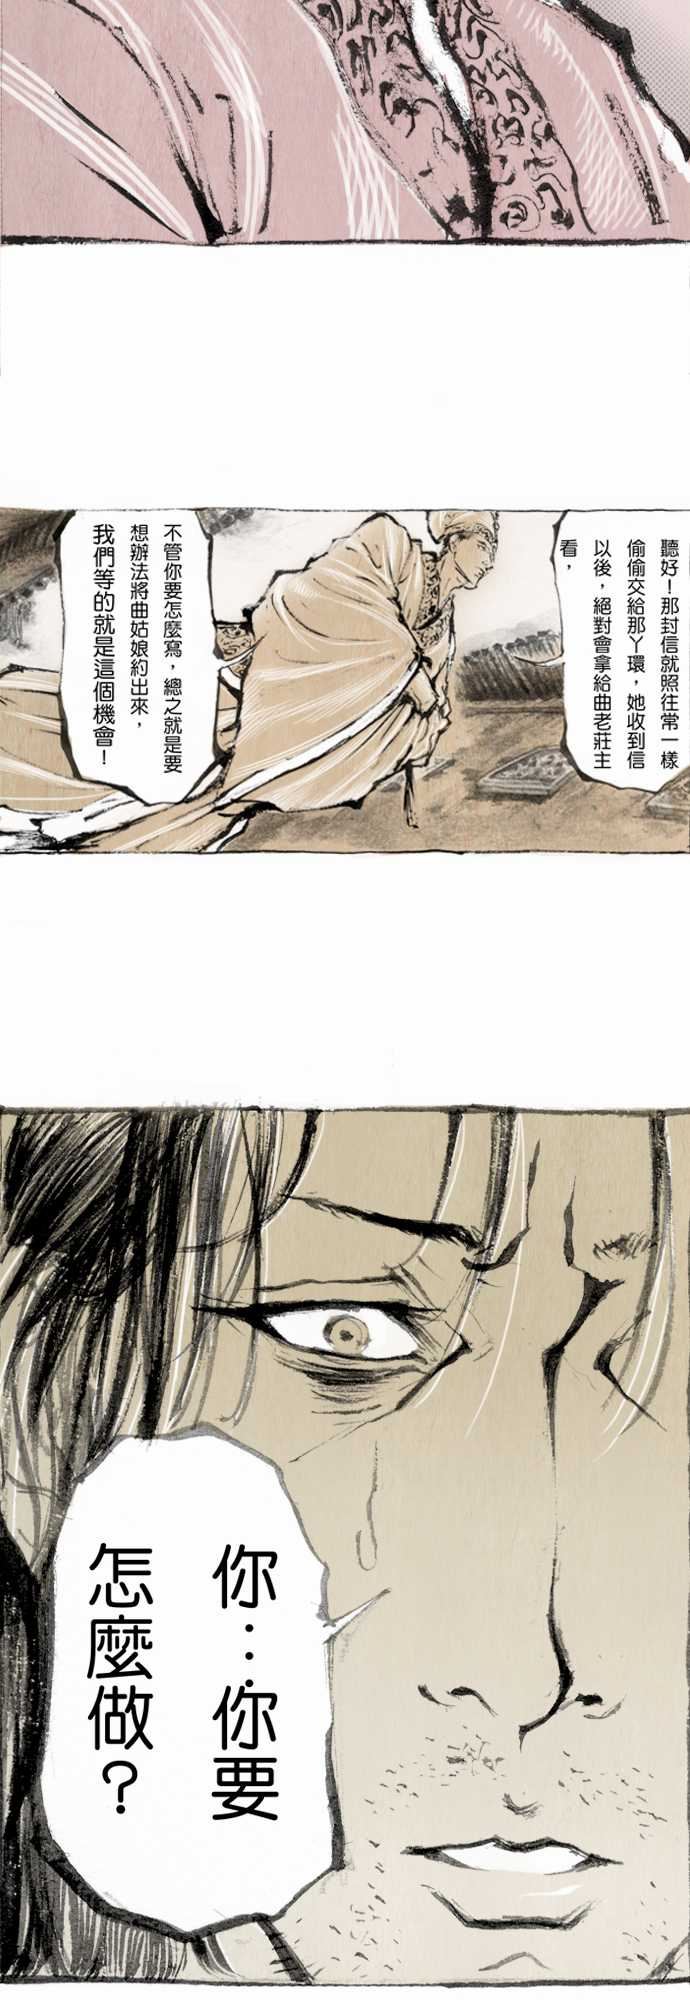 聽好！那封信就照往常一樣
偷偷交給那丫環，她收到信
以後，絕對會拿給曲老莊主
看，
不管你要怎麼寫，總之就是要
想辦法將曲姑娘約出來，
我們等的就是這個機會！
你…你要
怎麼做？